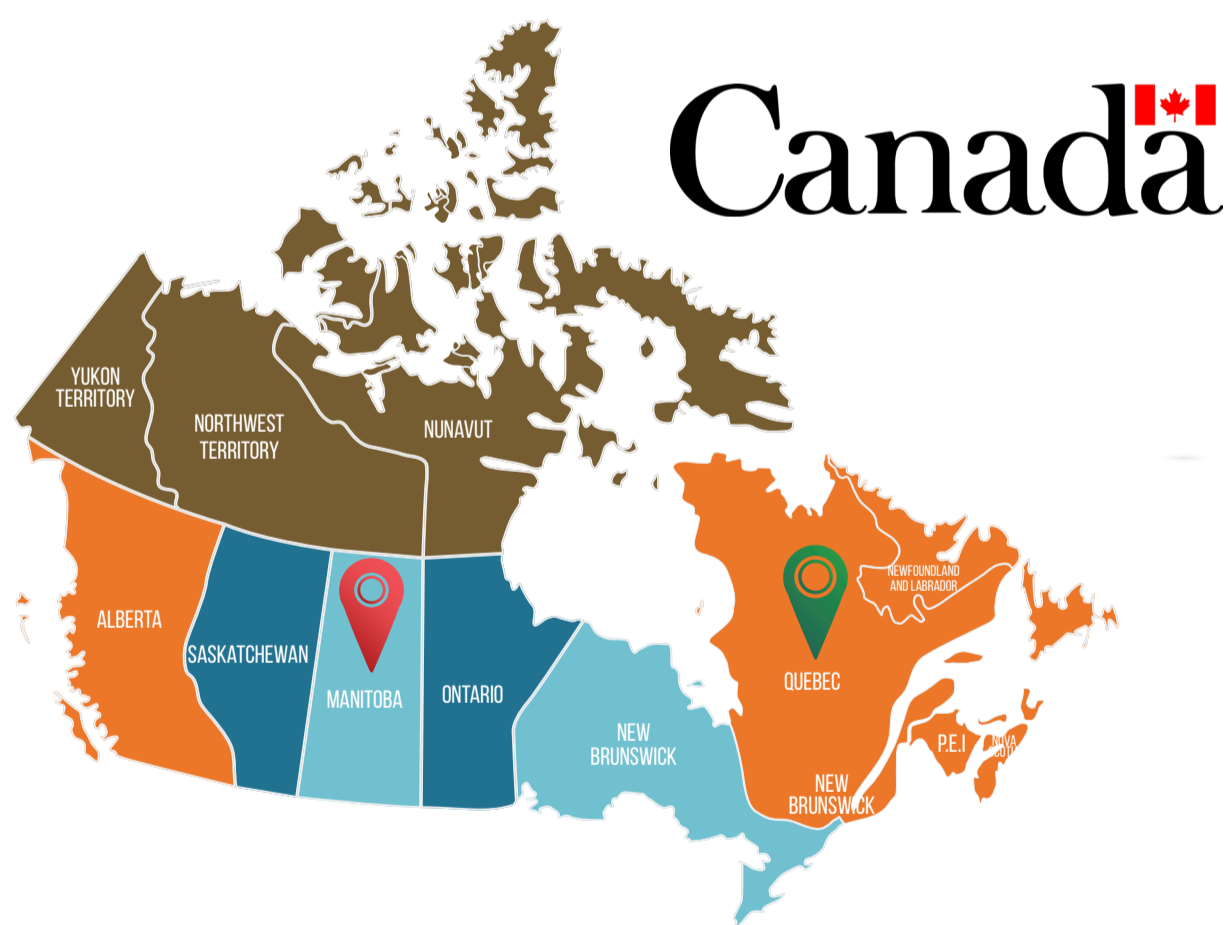 Canada
YUKON
TERRITORY
NORTHWEST
TERRITORY
NUNAVUT
NEWFOUNDLAND
AND LABRADOR
ALBERTA
SASKATCHEWAN
MANITOBA
ONTARIO
QUEBEC
NEW
BRUNSWICK
P.E.I
NEW
BRUNSWICK